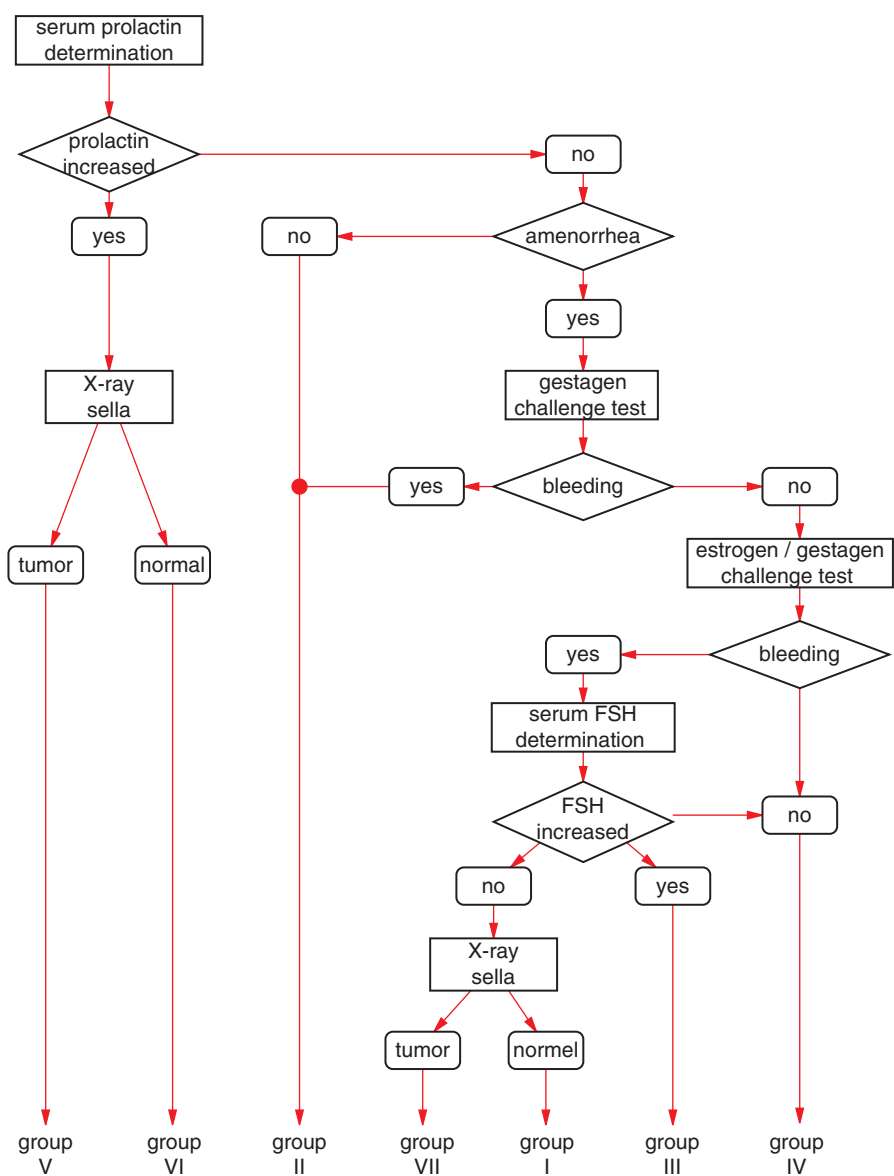 serum prolactin
determination
prolactin
increased
no
yes
no
amenorrhea
yes
X-ray
sella
gestagen
challenge test
yes
bleeding
no
tumor
normal
estrogen / gestagen
challenge test
yes
bleeding
serum FSH
determination
FSH
increased
no
no
yes
X-ray
sella
tumor
normel
group
V
group
VI
group
II
group
VII
group
I
group
III
group
IV